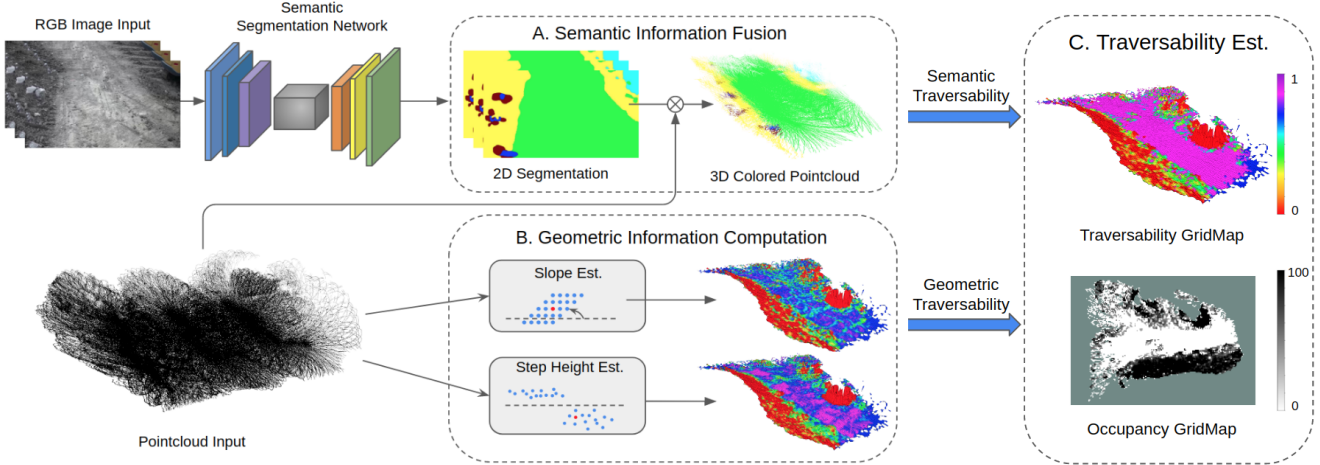 RGB Image Input
Semantic
Segmentation Network
A. Semantic Information Fusion
2D Segmentation
3D Colored Pointcloud
Semantic
Traversability
C. Traversability Est.
1
0
Traversability GridMap
B. Geometric Information Computation
Slope Est.
Step Height Est.
Pointcloud Input
Geometric
Traversability
100
0
Occupancy GridMap